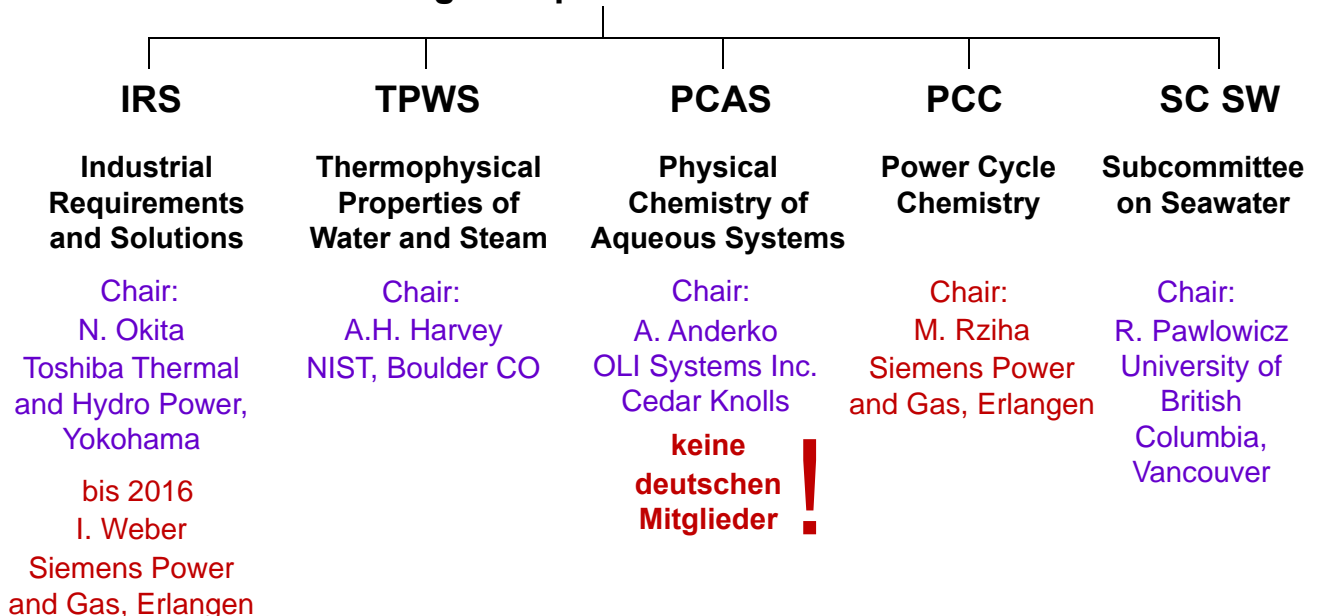 IRS
Industrial
Requirements
and Solutions
Chair:
N. Okita
Toshiba Thermal
and Hydro Power,
Yokohama
bis 2016
I. Weber
Siemens Power
and Gas, Erlangen
TPWS
Thermophysical
Properties of
Water and Steam
Chair:
A.H. Harvey
NIST, Boulder CO
PCAS
Physical
Chemistry of
Aqueous Systems
Chair:
A. Anderko
OLI Systems Inc.
Cedar Knolls
keine
deutschen
Mitglieder
!
PCC
Power Cycle
Chemistry
Chair:
M. Rziha
Siemens Power
and Gas, Erlangen
SC SW
Subcommittee
on Seawater
Chair:
R. Pawlowicz
University of
British
Columbia,
Vancouver